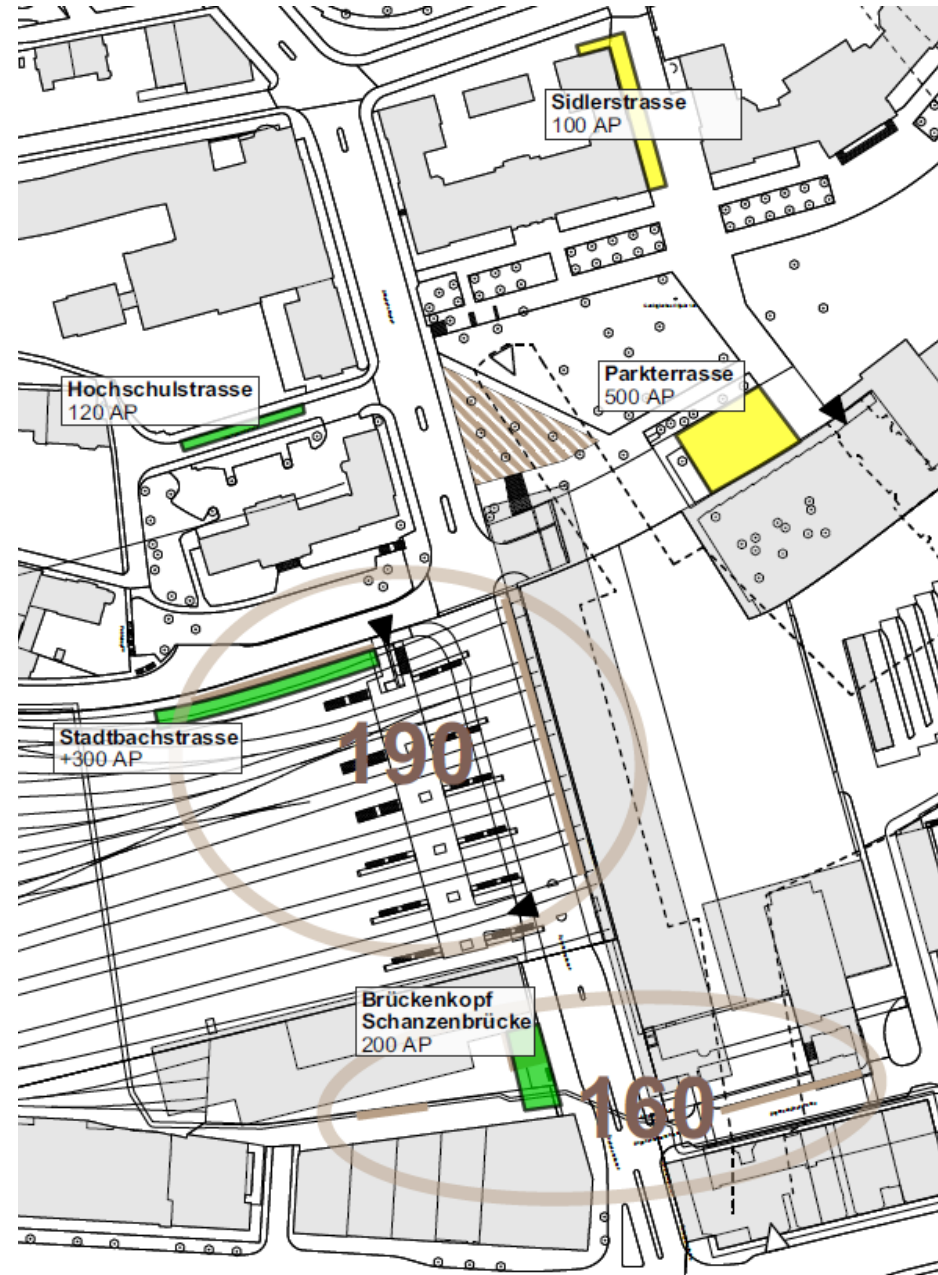 Sidlerstrasse
100 AP
Parkterrasse
500 AP
Hochschulstrasse
120 AP
Stadtbachstrasse
+300 AP
190
Brückenkopf
Schanzenbrücke
200 AP
160